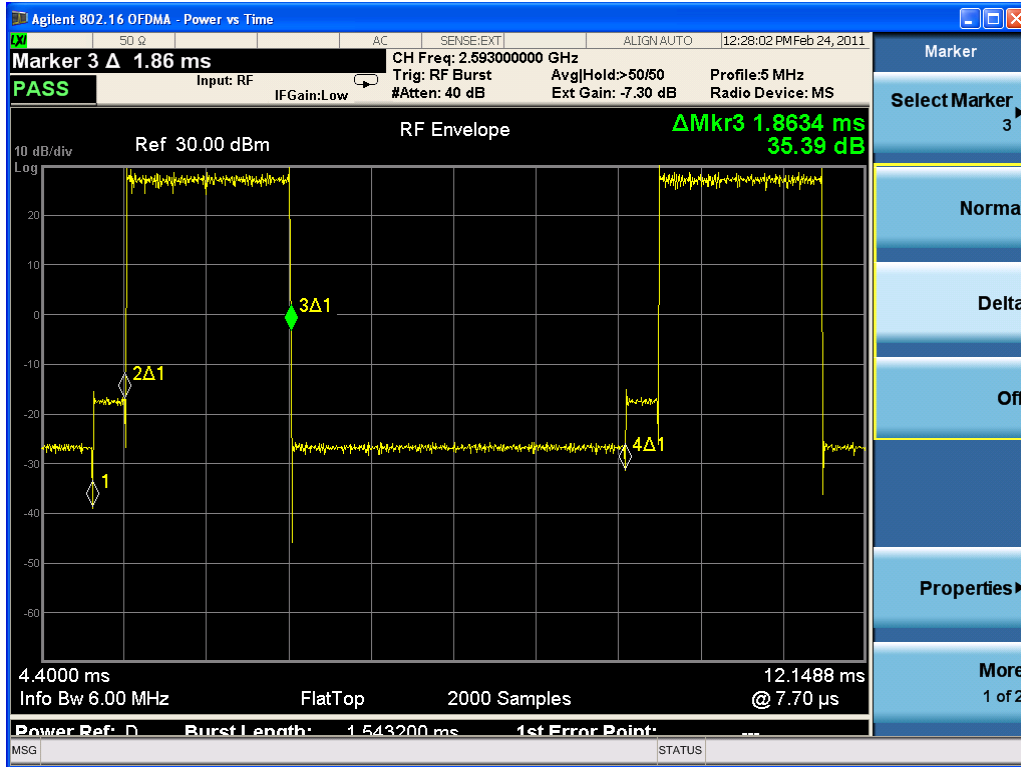 Agilent 802.16 OFDMA - Power vs Time
LXI 50 Ω AC SENSE:EXT ALIGN AUTO 12:28:02 PM Feb 24, 2011
Marker 3 Δ 1.86 ms
PASS
Input: RF
IFGain:Low
CH Freq: 2.593000000 GHz
Trig: RF Burst
#Atten: 40 dB
Avg|Hold:>50/50
Ext Gain: -7.30 dB
Profile:5 MHz
Radio Device: MS
10 dB/div
Log
Ref 30.00 dBm
RF Envelope
ΔMkr3 1.8634 ms
35.39 dB
20
10
0
-10
-20
-30
-40
-50
-60
3Δ1
2Δ1
4Δ1
1
4.4000 ms
12.1488 ms
Info Bw 6.00 MHz FlatTop 2000 Samples @ 7.70 µs
Power Ref: D Burst Length: 1.543200 ms 1st Error Point: ---
MSG STATUS
Marker
Select Marker
3
Norma
Delta
Off
Properties
More
1 of 2